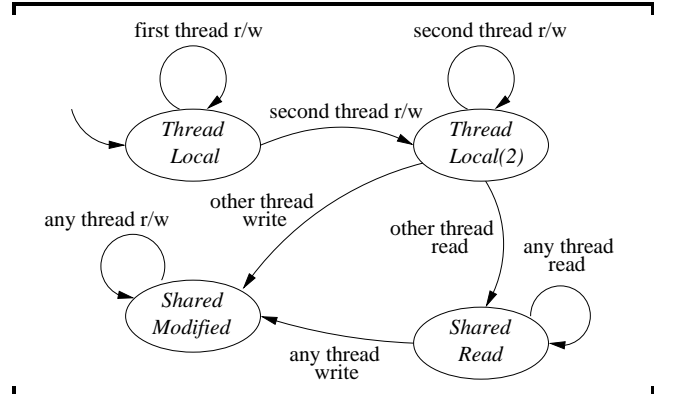 first thread r/w
second thread r/w
second thread r/w
Thread
Local
Thread
Local(2)
other thread
write
other thread
read
any thread r/w
any thread
read
Shared
Modified
Shared
Read
any thread
write